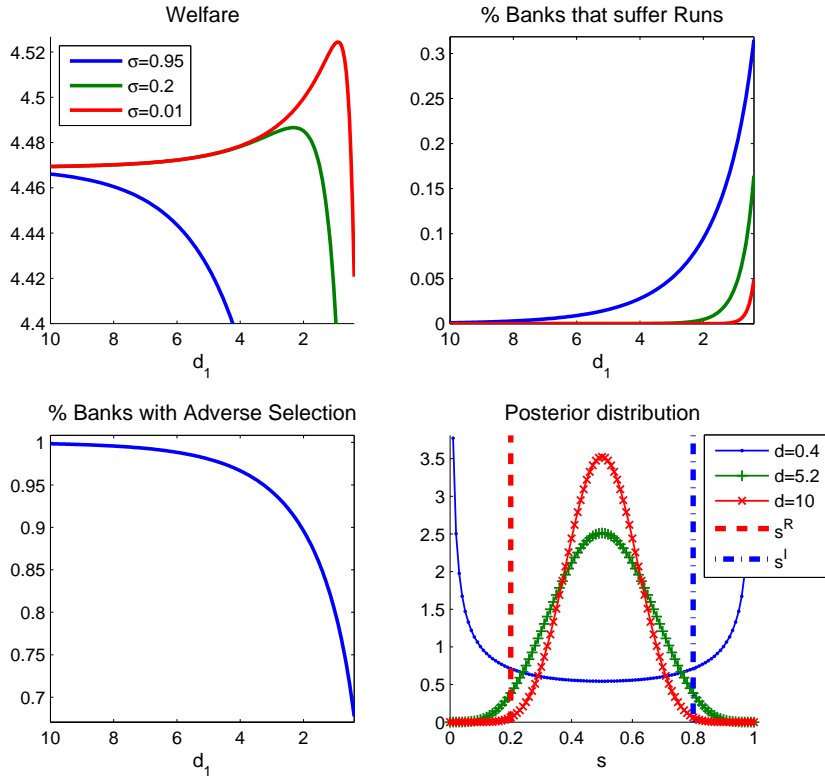 Welfare
4.52
4.5
4.48
4.46
4.44
4.42
4.4
10 8 6 4 2
d1
σ=0.95
σ=0.2
σ=0.01
% Banks that suffer Runs
0.3
0.25
0.2
0.15
0.1
0.05
0
10 8 6 4 2
d1
% Banks with Adverse Selection
1
0.95
0.9
0.85
0.8
0.75
0.7
10 8 6 4 2
d1
Posterior distribution
3.5
3
2.5
2
1.5
1
0.5
0
0 0.2 0.4 0.6 0.8 1
s
d=0.4
d=5.2
d=10
s^R
s^I